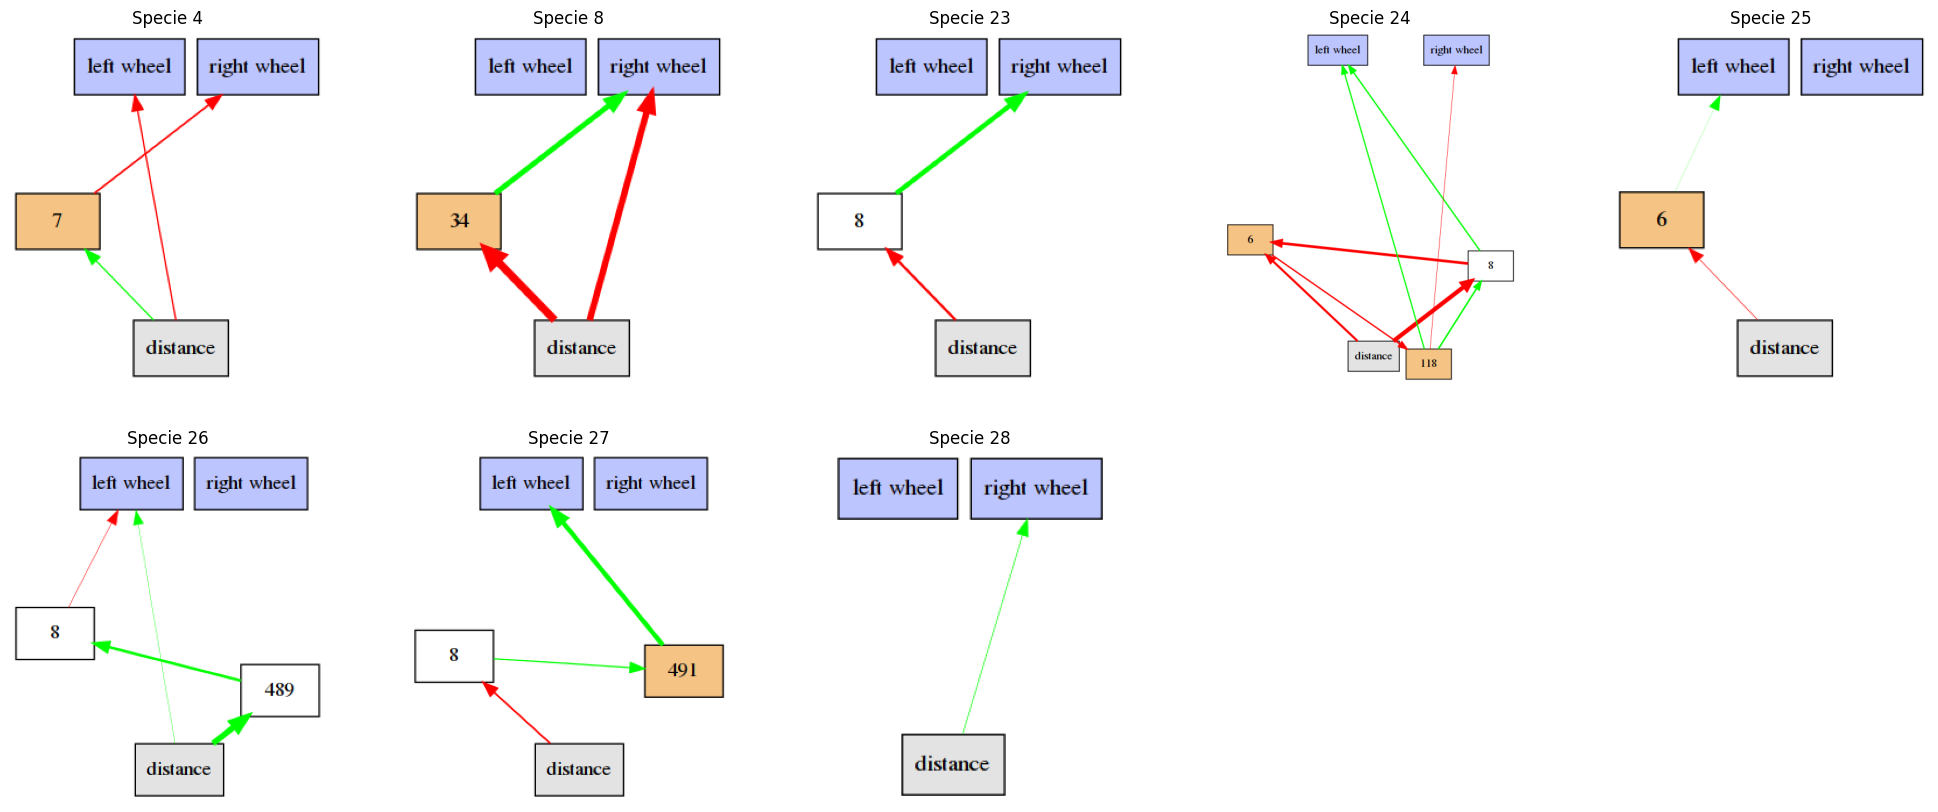 Specie 4
left wheel
right wheel
7
distance
Specie 8
left wheel
right wheel
34
distance
Specie 23
left wheel
right wheel
8
distance
Specie 24
left wheel
right wheel
6
8
distance
118
Specie 25
left wheel
right wheel
6
distance
Specie 26
left wheel
right wheel
8
489
distance
Specie 27
left wheel
right wheel
8
491
distance
Specie 28
left wheel
right wheel
distance